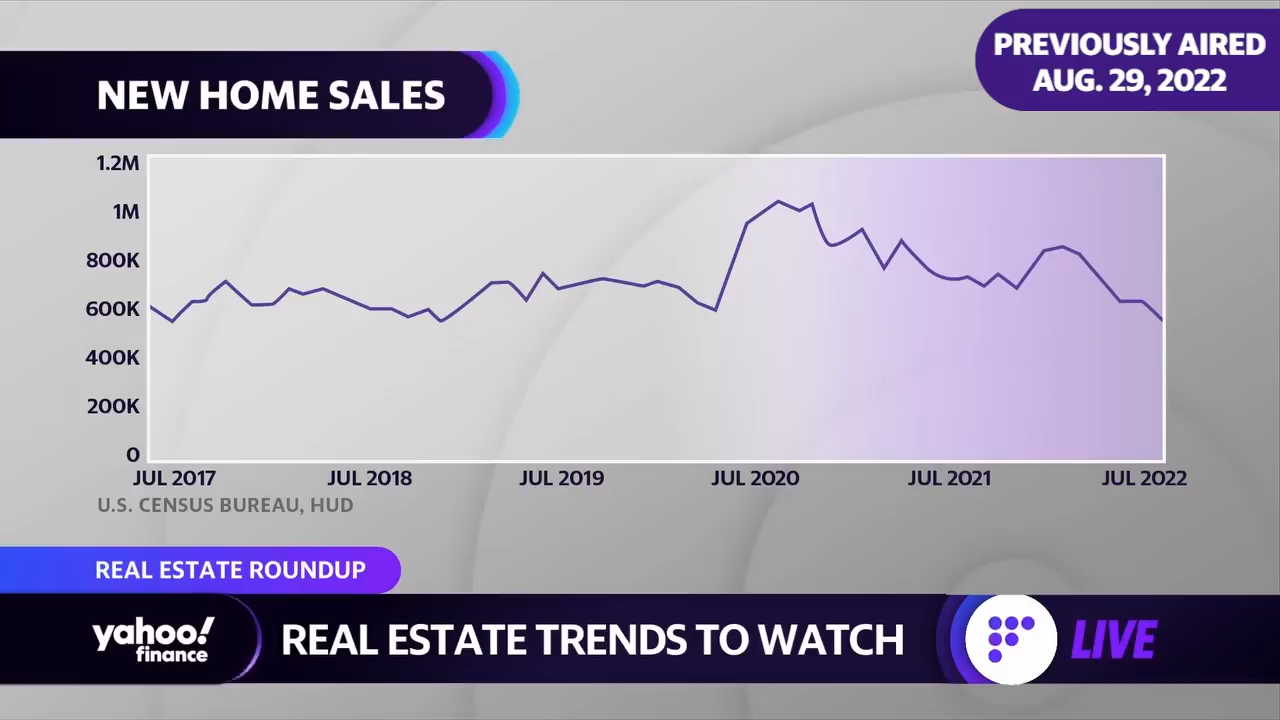 PREVIOUSLY AIRED
AUG. 29, 2022
NEW HOME SALES
1.2M
1M
800K
600K
400K
200K
0
JUL 2017 JUL 2018 JUL 2019 JUL 2020 JUL 2021 JUL 2022
U.S. CENSUS BUREAU, HUD
REAL ESTATE ROUNDUP
yahoo!
finance
REAL ESTATE TRENDS TO WATCH
LIVE